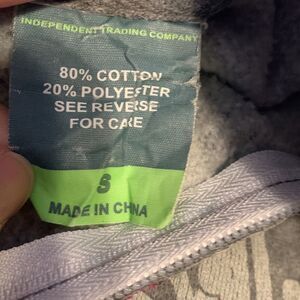 INDEPENDENT TRADING COMPANY
80% COTTON
20% POLYESTER
SEE REVERSE
FOR CARE
S
MADE IN CHINA